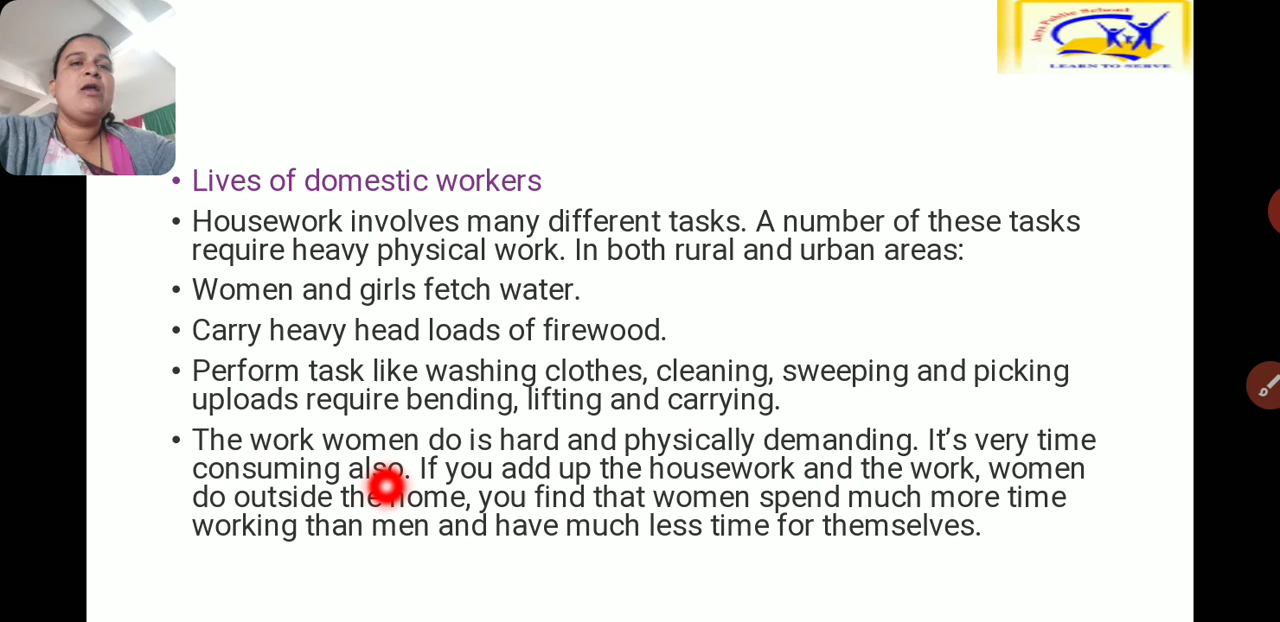 Arya Public School
LEARN TO SERVE
• Lives of domestic workers
• Housework involves many different tasks. A number of these tasks
require heavy physical work. In both rural and urban areas:
• Women and girls fetch water.
• Carry heavy head loads of firewood.
• Perform task like washing clothes, cleaning, sweeping and picking
uploads require bending, lifting and carrying.
• The work women do is hard and physically demanding. It’s very time
consuming also. If you add up the housework and the work, women
do outside the home, you find that women spend much more time
working than men and have much less time for themselves.